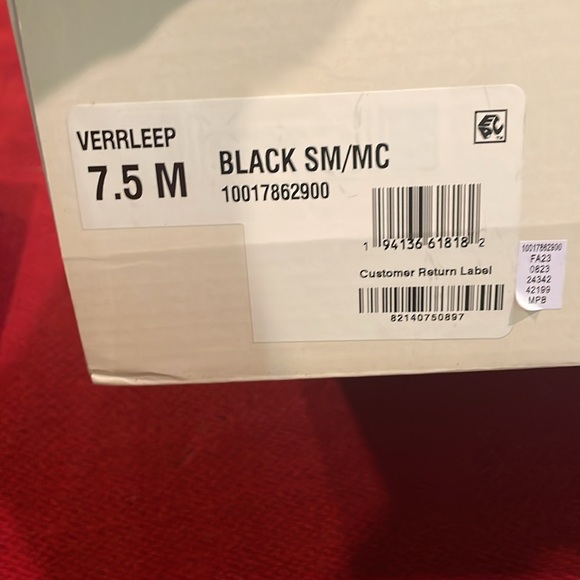 VERRLEEP
7.5 M
BLACK SM/MC
10017862900
1 94136 61818 2
Customer Return Label
82140750897
10017862900
FA23
0823
24342
42199
MPB